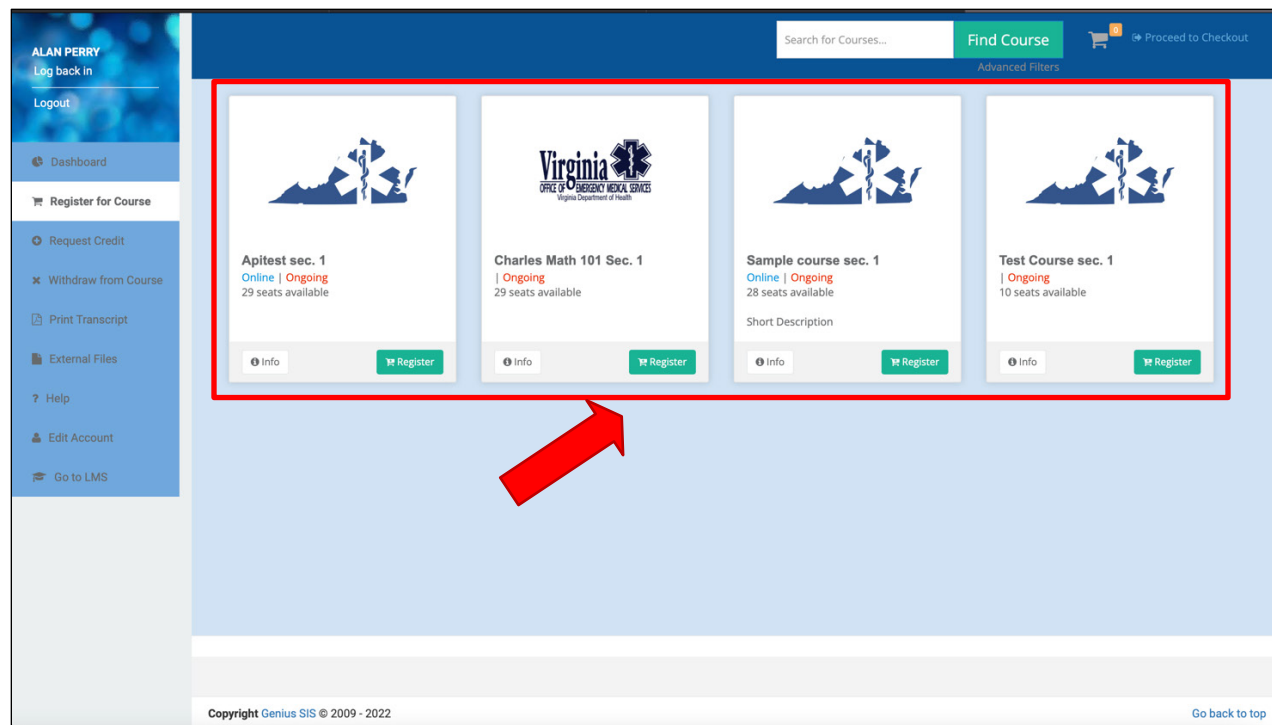 ALAN PERRY
Log back in
Logout
Dashboard
Register for Course
Request Credit
Withdraw from Course
Print Transcript
External Files
? Help
Edit Account
Go to LMS
Search for Courses...
Find Course
0
Proceed to Checkout
Advanced Filters
Apitest sec. 1
Online | Ongoing
29 seats available
Info
Register
Virginia
OFFICE OF EMERGENCY MEDICAL SERVICES
Virginia Department of Health
Charles Math 101 Sec. 1
| Ongoing
29 seats available
Info
Register
Sample course sec. 1
Online | Ongoing
28 seats available
Short Description
Info
Register
Test Course sec. 1
| Ongoing
10 seats available
Info
Register
Copyright Genius SIS © 2009 - 2022
Go back to top